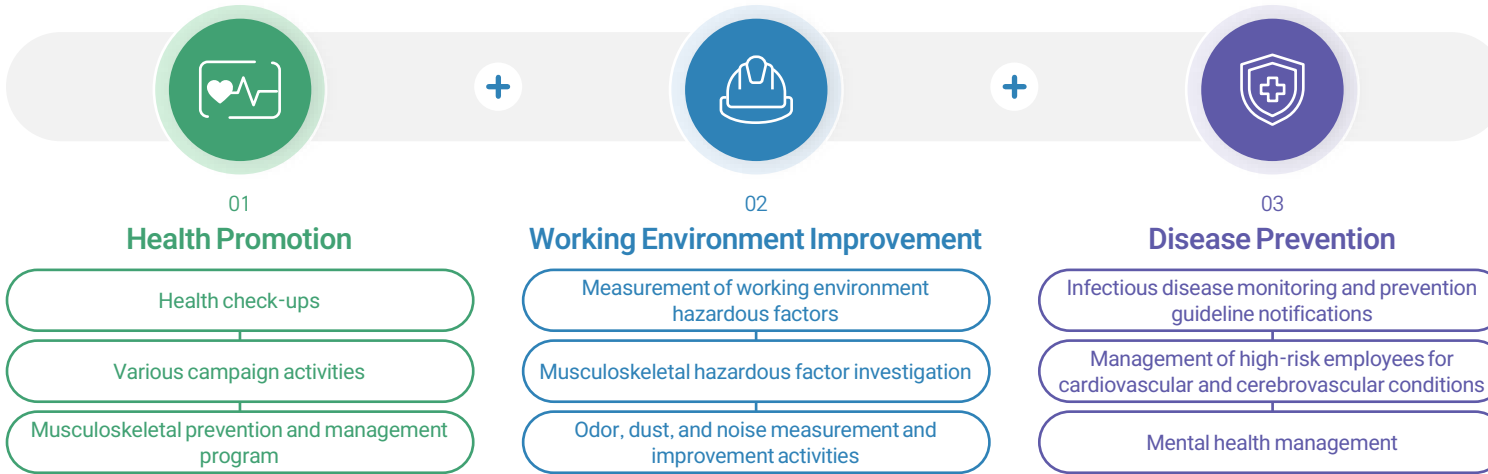 01
Health Promotion
Health check-ups
Various campaign activities
Musculoskeletal prevention and management
program
02
Working Environment Improvement
Measurement of working environment
hazardous factors
Musculoskeletal hazardous factor investigation
Odor, dust, and noise measurement and
improvement activities
03
Disease Prevention
Infectious disease monitoring and prevention
guideline notifications
Management of high-risk employees for
cardiovascular and cerebrovascular conditions
Mental health management